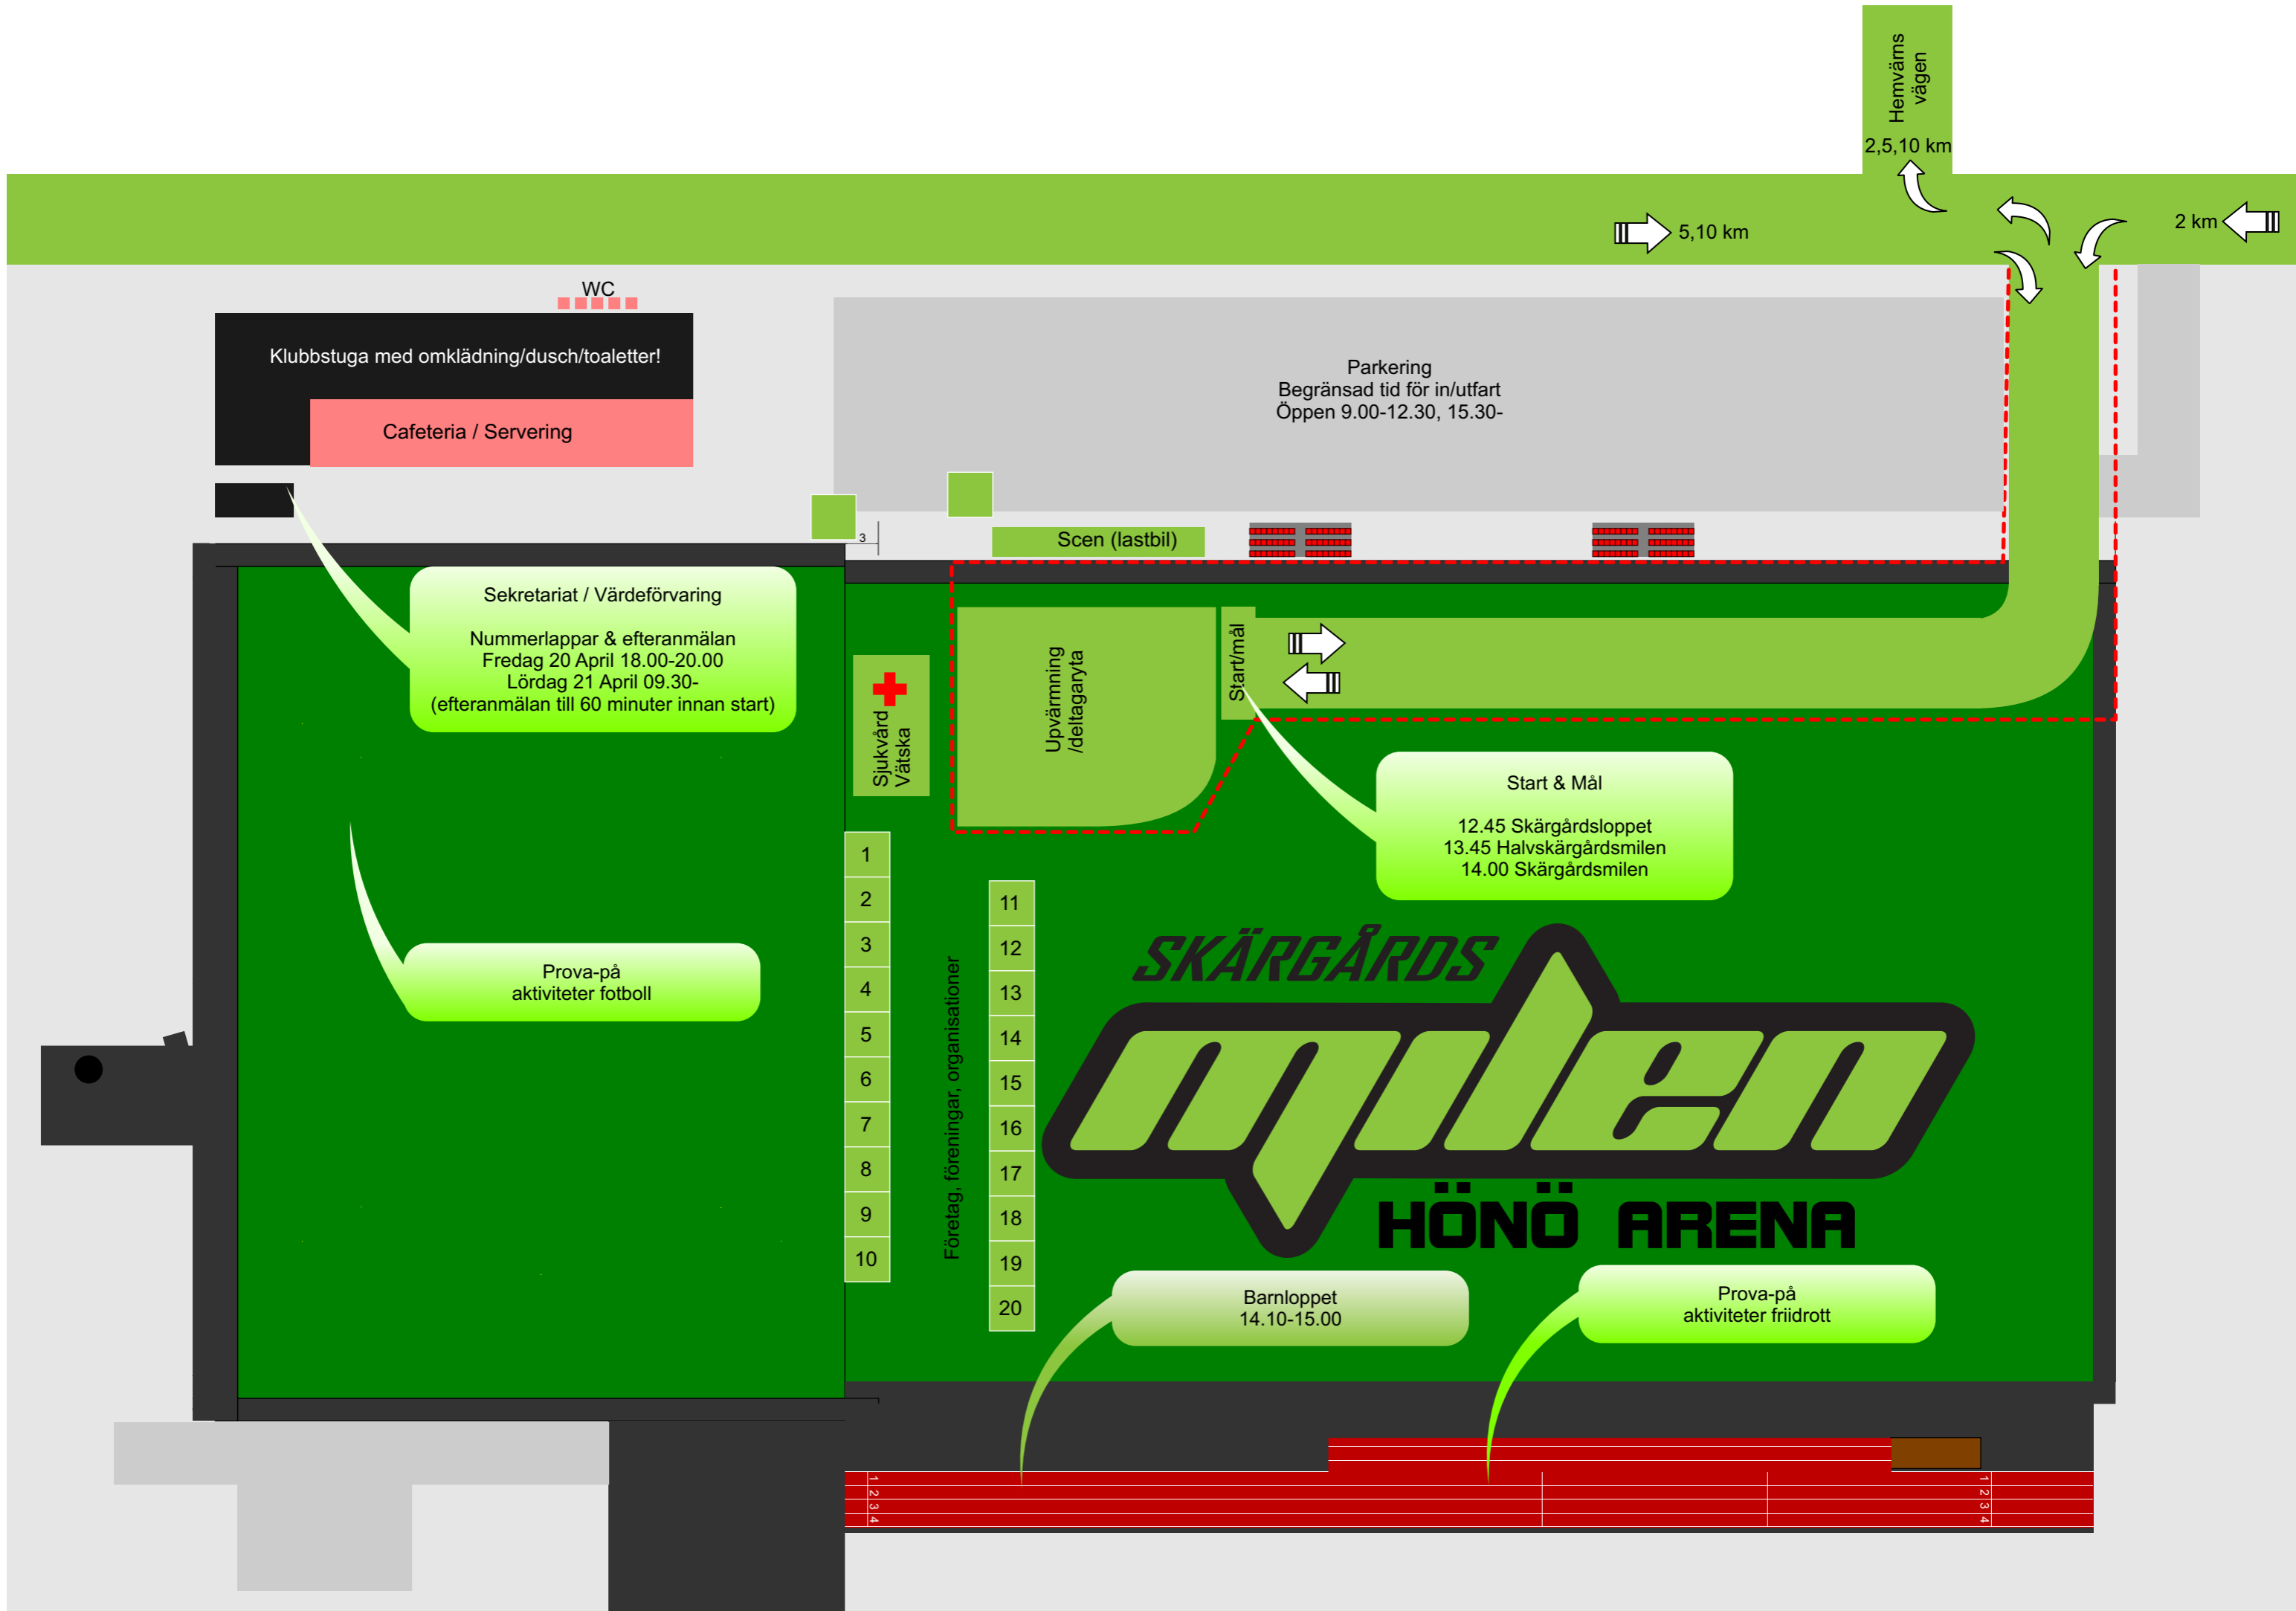 Hemvärns
vägen
2,5,10 km
5,10 km
2 km
WC
Klubbstuga med omklädning/dusch/toaletter!
Cafeteria / Servering
Parkering
Begränsad tid för in/utfart
Öppen 9.00-12.30, 15.30-
3
Scen (lastbil)
Sekretariat / Värdeförvaring
Nummerlappar & efteranmälan
Fredag 20 April 18.00-20.00
Lördag 21 April 09.30-
(efteranmälan till 60 minuter innan start)
Sjukvård
Vätska
Upvärmning
/deltagaryta
Start/mål
Start & Mål
12.45 Skärgårdsloppet
13.45 Halvskärgårdsmilen
14.00 Skärgårdsmilen
Prova-på
aktiviteter fotboll
1
2
3
4
5
6
7
8
9
10
Företag, föreningar, organisationer
11
12
13
14
15
16
17
18
19
20
SKÄRGÅRDS
milen
HÖNÖ ARENA
Barnloppet
14.10-15.00
Prova-på
aktiviteter friidrott
1
2
3
4
1
2
3
4